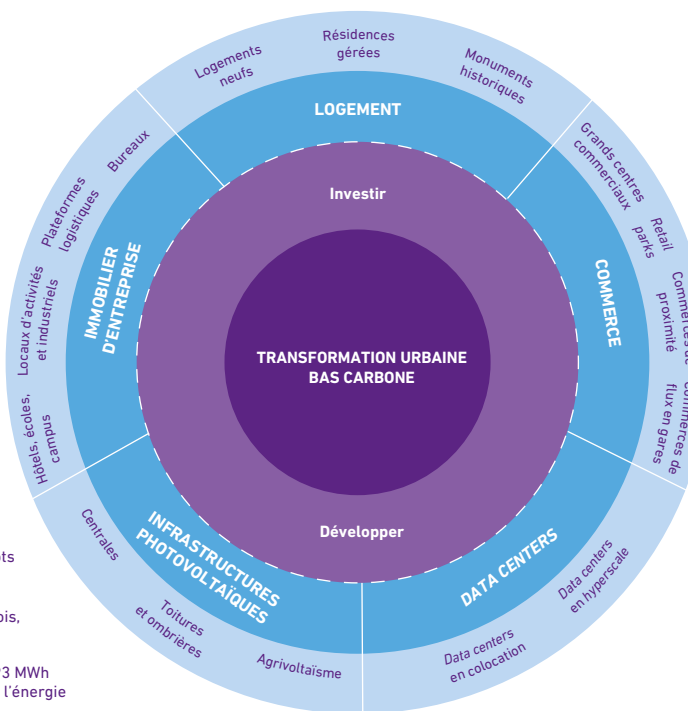 Logements
neufs
Résidences
gérées
Monuments
historiques
LOGEMENT
Grands centres
commerciaux
Retail
parks
Commerces de
proximité
Commerces de
flux en gares
COMMERCE
Bureaux
Plateformes
logistiques
Locaux d’activités
et industriels
Hôtels, écoles,
campus
IMMOBILIER
D’ENTREPRISE
Investir
TRANSFORMATION URBAINE
BAS CARBONE
Développer
INFRASTRUCTURES
PHOTOVOLTAÏQUES
Centrales
Toitures
et ombrières
Agrivoltaïsme
DATA CENTERS
Data centers
en colocation
Data centers
en hyperscale
MWh
l’énergie